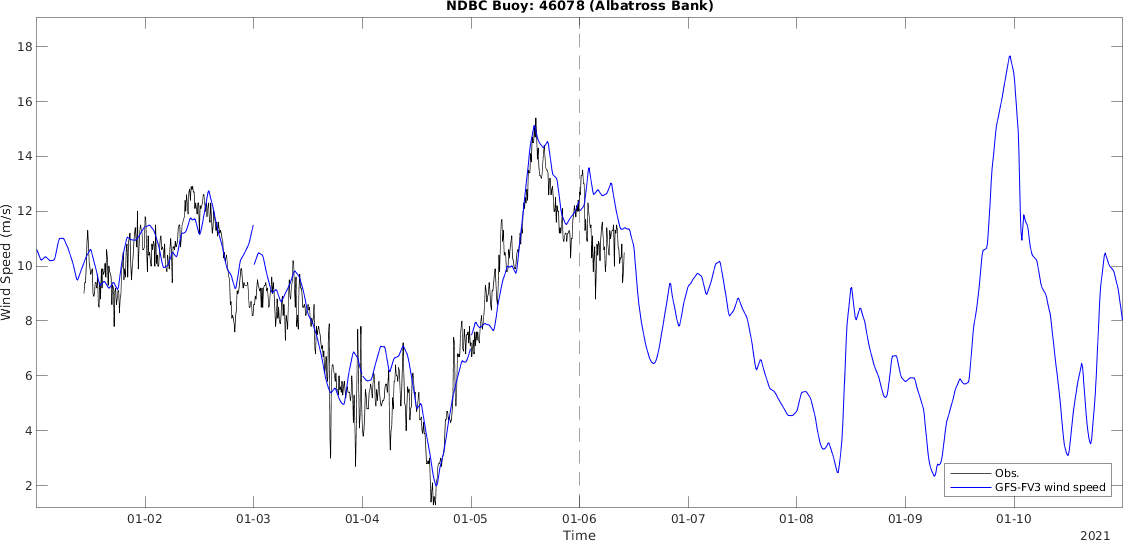 NDBC Buoy: 46078 (Albatross Bank)
18
16
14
12
10
8
6
4
2
Wind Speed (m/s)
Obs.
GFS-FV3 wind speed
01-02 01-03 01-04 01-05 01-06 01-07 01-08 01-09 01-10
Time
2021